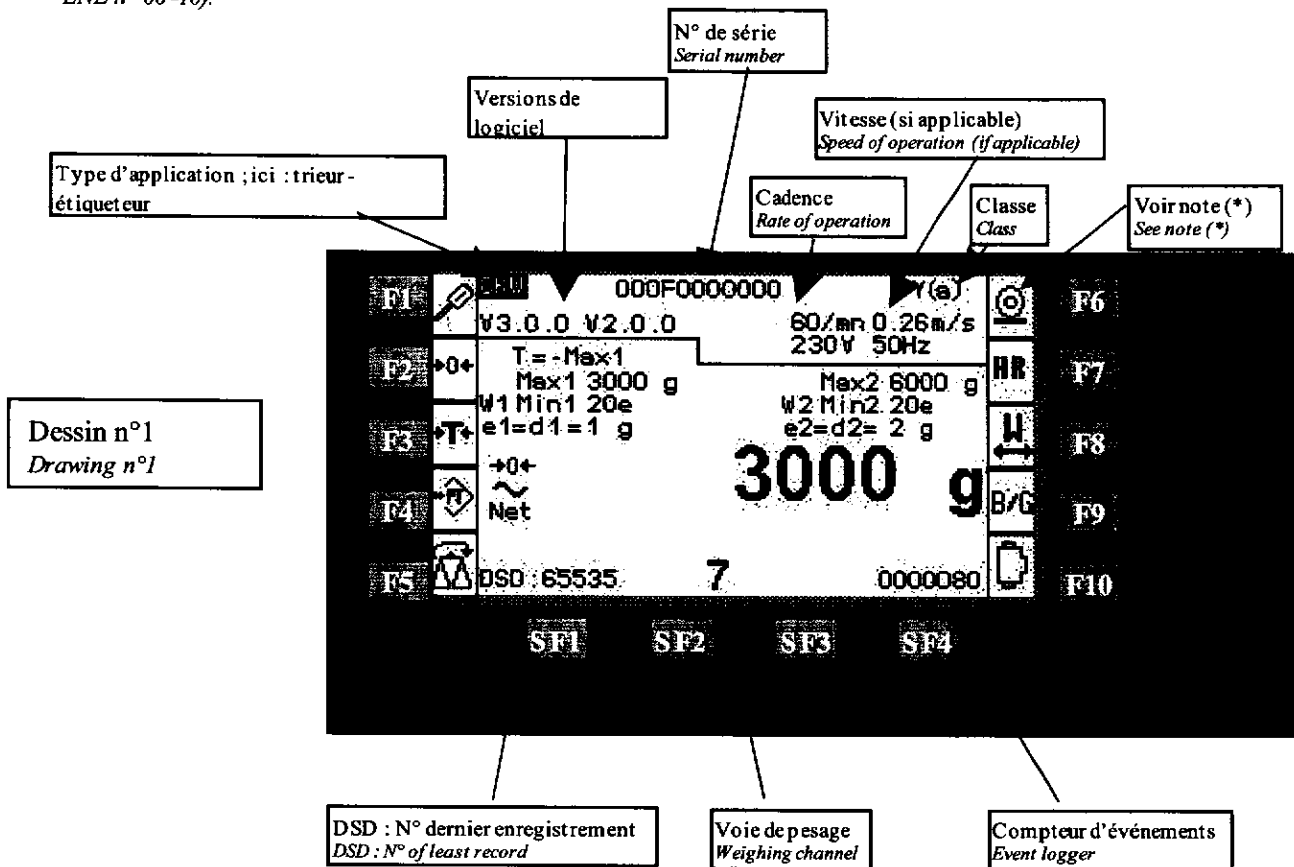 N° de série
Serial number
Versions de
logiciel
Vitesse (si applicable)
Speed of operation (if applicable)
Type d'application ; ici : trieur-
étiqueteur
Cadence
Rate of operation
Classe
Class
Voir note (*)
See note (*)
F1
000F0000000
Y(a)
F6
V3.0.0 V2.0.0
60/mn 0.26m/s
230V 50Hz
F2
→0←
T=-Max1
HR
F7
Max1 3000 g
Max2 6000 g
W1 Min1 20e
W2 Min2 20e
F3
T
e1=d1=1 g
e2=d2= 2 g
W
F8
Dessin n°1
Drawing n°1
→0←
3000 g
F4
PT
Net
B/G
F9
F5
DSD:65535
7
0000080
F10
SF1 SF2 SF3 SF4
DSD : N° dernier enregistrement
DSD : N° of least record
Voie de pesage
Weighing channel
Compteur d'événements
Event logger